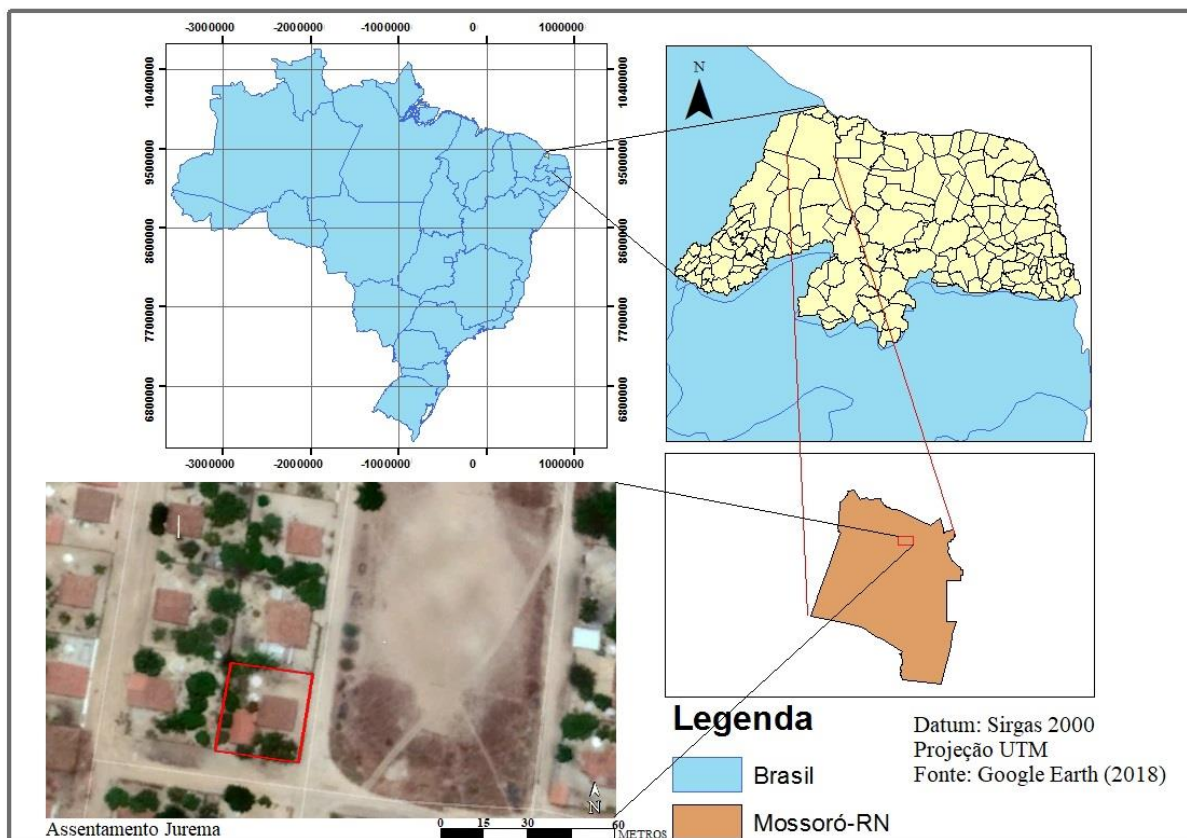 -3000000 -2000000 -1000000 0 1000000
10400000
9500000
8600000
7700000
6800000
10400000
9500000
8600000
7700000
6800000
-3000000 -2000000 -1000000 0 1000000
N
N
0 15 30 60
METROS
Assentamento Jurema
Legenda
Brasil
Mossoró-RN
Datum: Sirgas 2000
Projeção UTM
Fonte: Google Earth (2018)